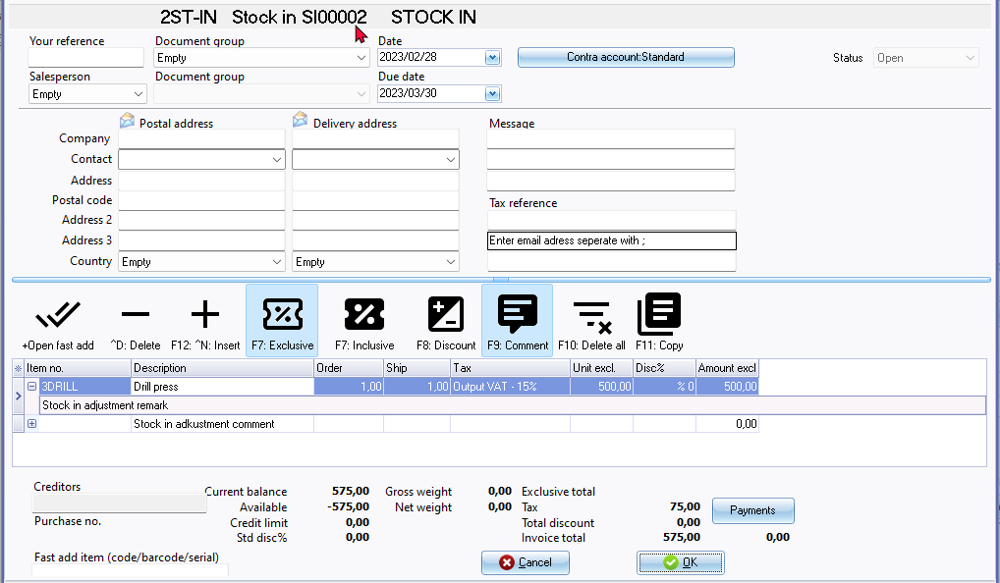 2ST-IN Stock in SI00002 STOCK IN
Your reference Document group Date
Empty 2023/02/28 Contra account:Standard Status Open
Salesperson Document group Due date
Empty 2023/03/30
Postal address Delivery address Message
Company
Contact
Address
Postal code Tax reference
Address 2
Address 3 Enter email adress seperate with ;
Country Empty Empty
+Open fast add ^D: Delete F12: ^N: Insert F7: Exclusive F7: Inclusive F8: Discount F9: Comment F10: Delete all F11: Copy
Item no. Description Order Ship Tax Unit excl. Disc% Amount excl
3DRILL Drill press 1,00 1,00 Output VAT - 15% 500,00 % 0 500,00
Stock in adjustment remark
Stock in adkustment comment 0,00
Creditors Current balance 575,00 Gross weight 0,00 Exclusive total
Available -575,00 Net weight 0,00 Tax 75,00 Payments
Purchase no. Credit limit 0,00 Total discount 0,00
Std disc% 0,00 Invoice total 575,00 0,00
Fast add item (code/barcode/serial) Cancel OK